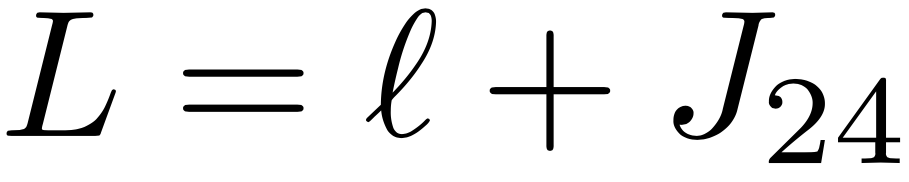 L = ℓ + J₂₄